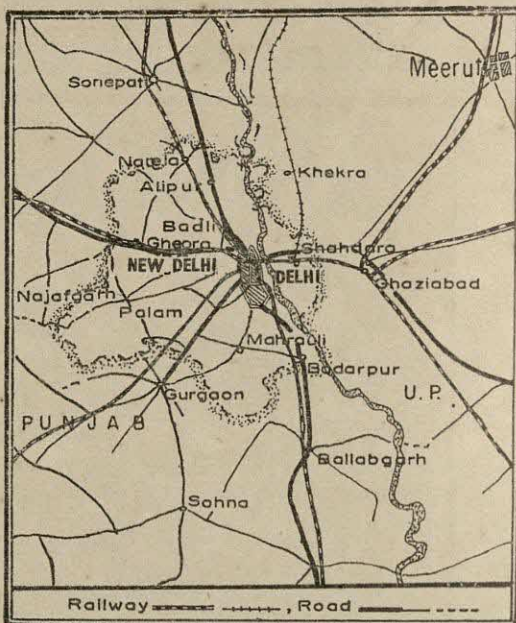 Meerut
Sonepat
Narela
Khekra
Alipur
Badli
Gheora
Shahdara
NEW DELHI
DELHI
Ghaziabad
Najafgarh
Palam
Mahrauli
Badarpur
U. P.
Gurgaon
PUNJAB
Ballabgarh
Sohna
Railway , Road